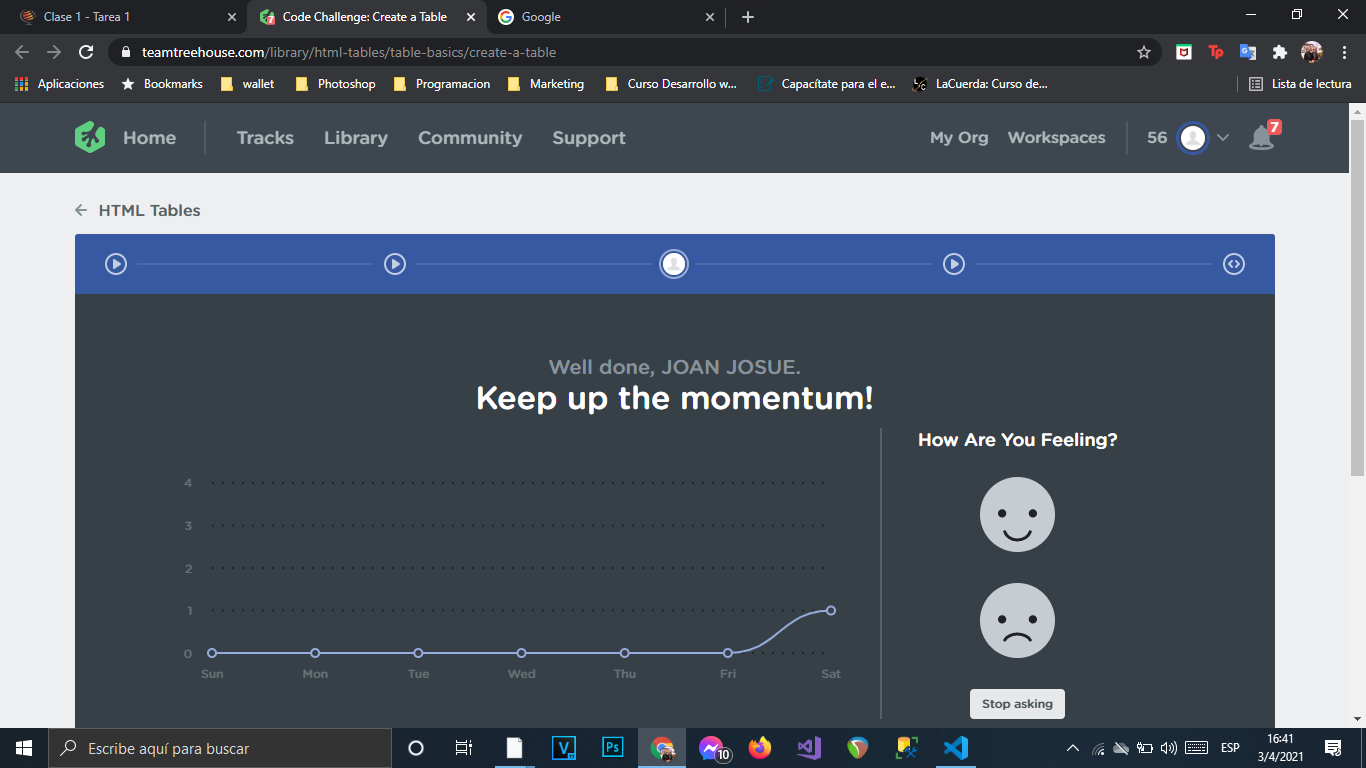 Clase 1 - Tarea 1
Code Challenge: Create a Table
Google
teamtreehouse.com/library/html-tables/table-basics/create-a-table
Aplicaciones Bookmarks wallet Photoshop Programacion Marketing Curso Desarrollo w... Capacítate para el e... LaCuerda: Curso de... Lista de lectura
Home Tracks Library Community Support My Org Workspaces 56 7
HTML Tables
Well done, JOAN JOSUE.
Keep up the momentum!
How Are You Feeling?
4
3
2
1
0
Sun Mon Tue Wed Thu Fri Sat
Stop asking
Escribe aquí para buscar
10
ESP
16:41
3/4/2021